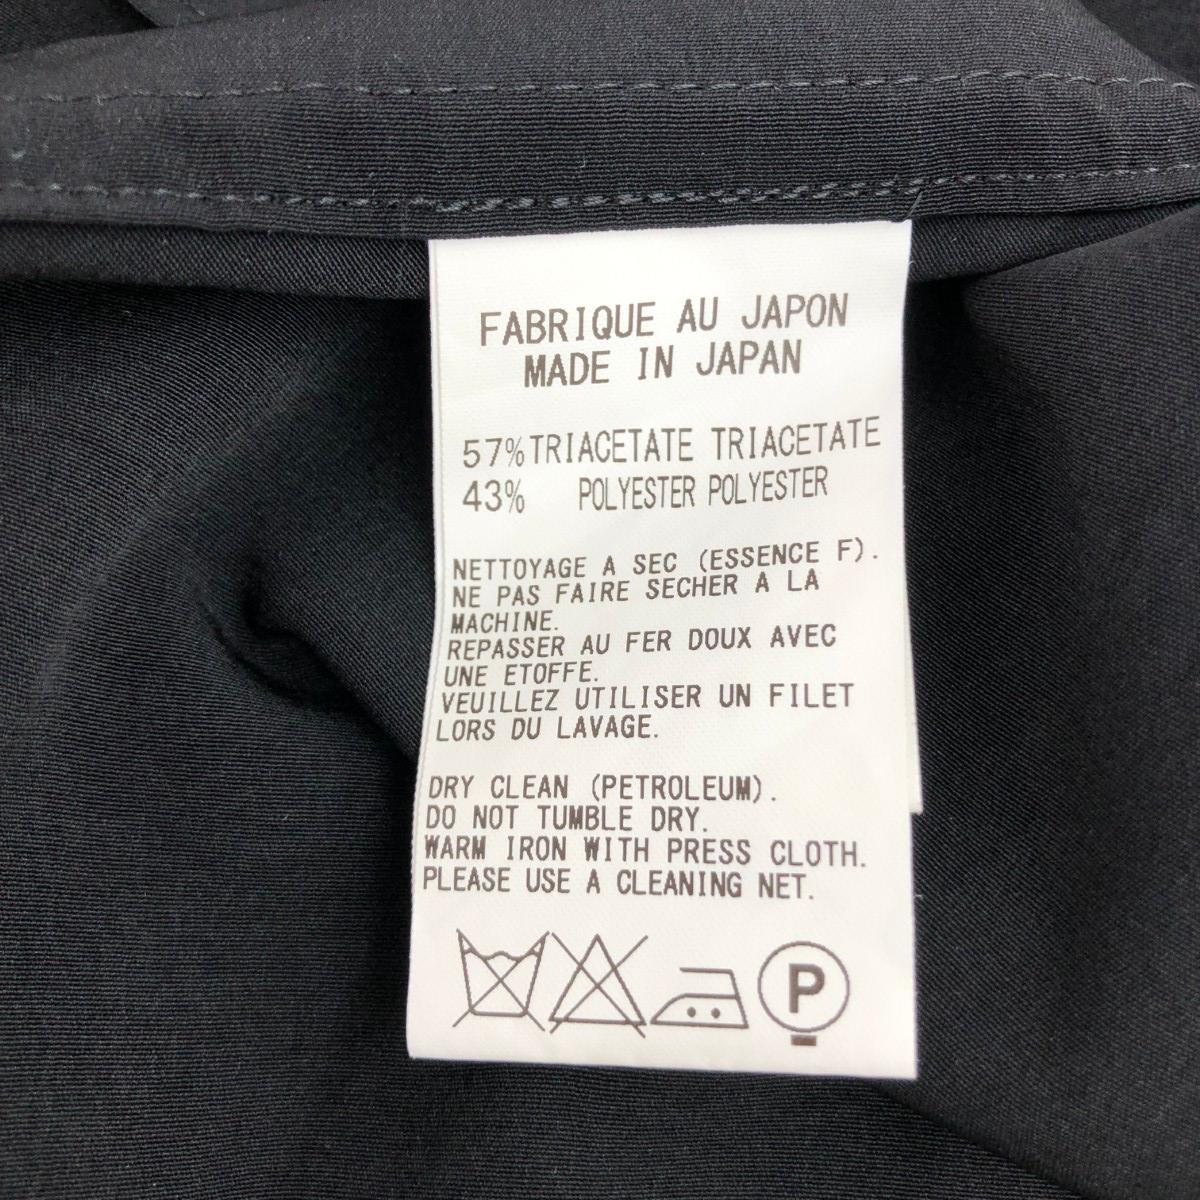 FABRIQUE AU JAPON
MADE IN JAPAN
57% TRIACETATE TRIACETATE
43% POLYESTER POLYESTER
NETTOYAGE A SEC (ESSENCE F).
NE PAS FAIRE SECHER A LA
MACHINE.
REPASSER AU FER DOUX AVEC
UNE ETOFFE.
VEUILLEZ UTILISER UN FILET
LORS DU LAVAGE.
DRY CLEAN (PETROLEUM).
DO NOT TUMBLE DRY.
WARM IRON WITH PRESS CLOTH.
PLEASE USE A CLEANING NET.
P